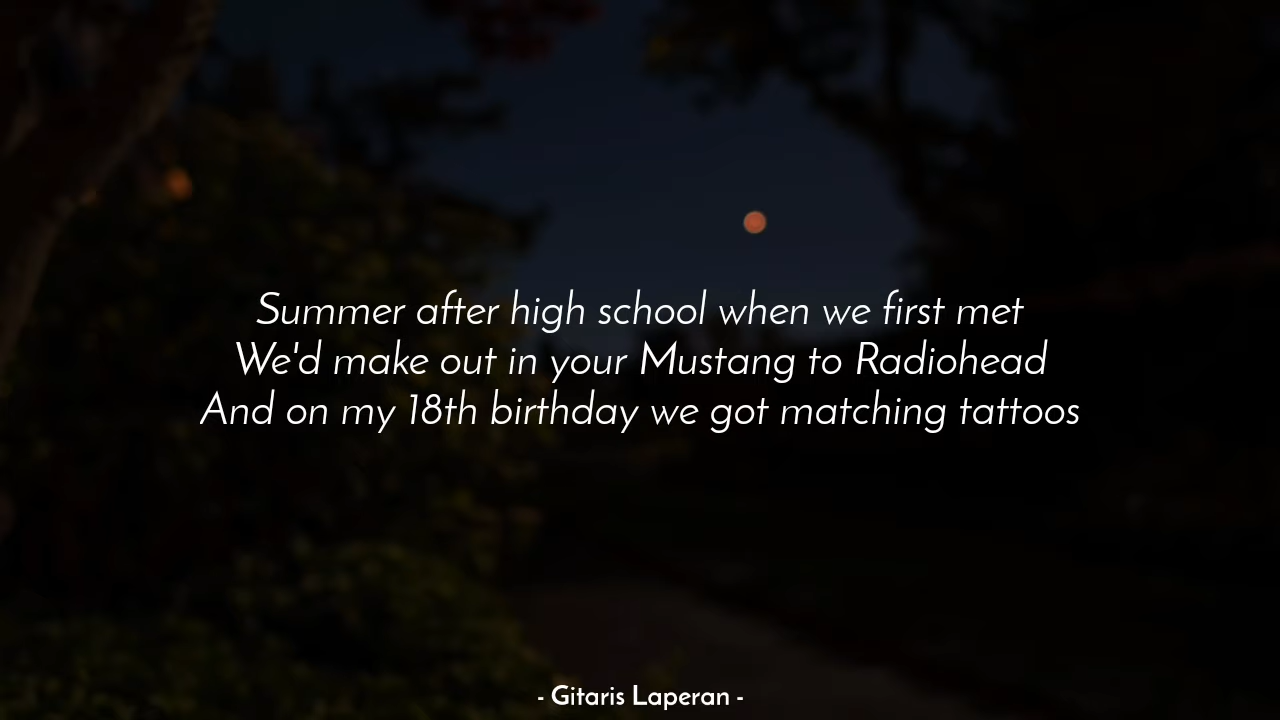 Summer after high school when we first met
We'd make out in your Mustang to Radiohead
And on my 18th birthday we got matching tattoos
- Gitaris Laperan -